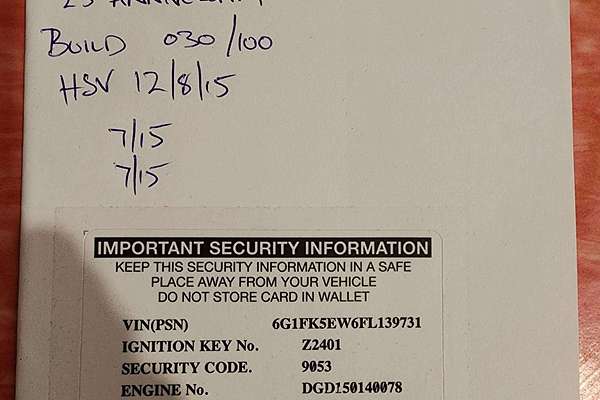 25 ANNIVERSARY
BUILD 030/100
HSV 12/8/15
7/15
7/15
IMPORTANT SECURITY INFORMATION
KEEP THIS SECURITY INFORMATION IN A SAFE
PLACE AWAY FROM YOUR VEHICLE
DO NOT STORE CARD IN WALLET
VIN(PSN) 6G1FK5EW6FL139731
IGNITION KEY No. Z2401
SECURITY CODE. 9053
ENGINE No. DGD150140078